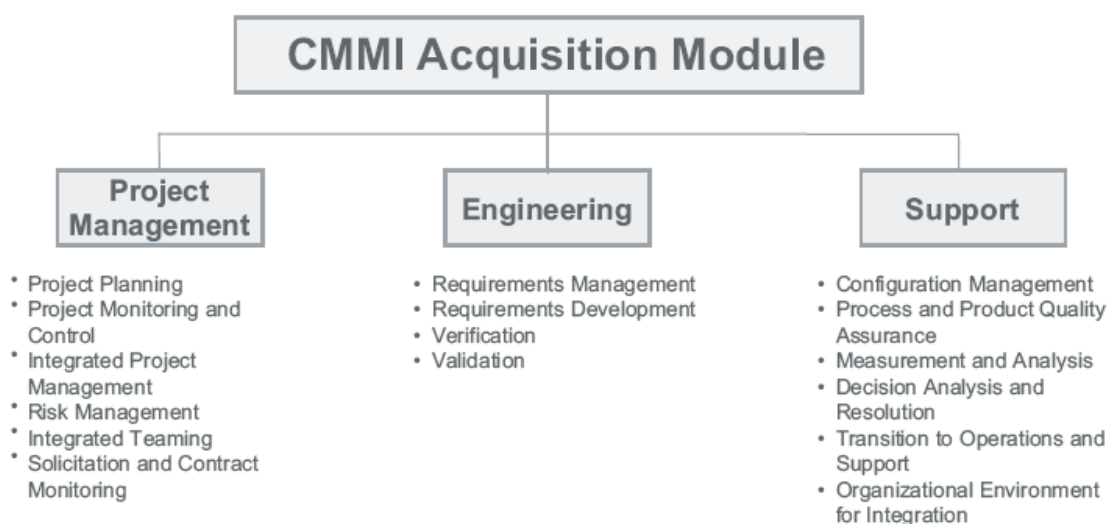 CMMI Acquisition Module
Project
Management
• Project Planning
• Project Monitoring and
Control
• Integrated Project
Management
• Risk Management
• Integrated Teaming
• Solicitation and Contract
Monitoring
Engineering
• Requirements Management
• Requirements Development
• Verification
• Validation
Support
• Configuration Management
• Process and Product Quality
Assurance
• Measurement and Analysis
• Decision Analysis and
Resolution
• Transition to Operations and
Support
• Organizational Environment
for Integration